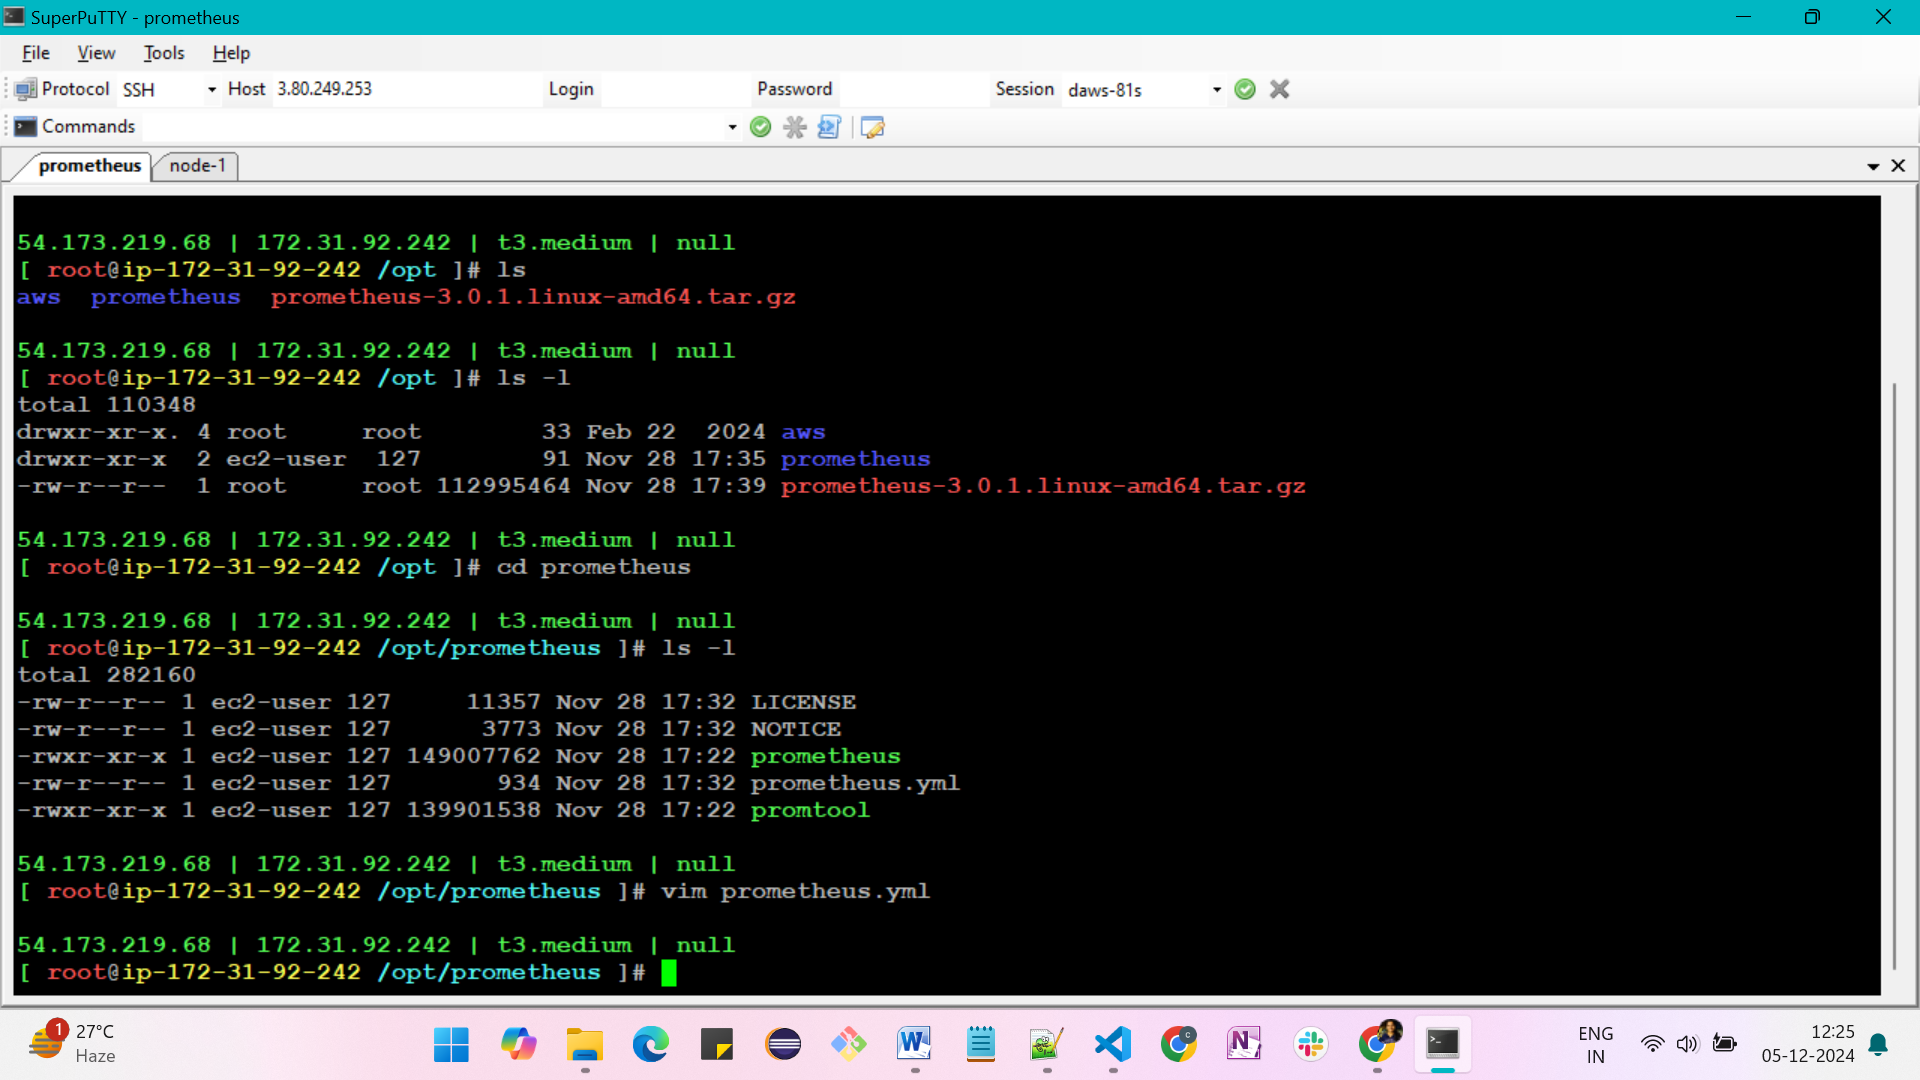 SuperPuTTY - prometheus
File View Tools Help
Protocol SSH Host 3.80.249.253 Login Password Session daws-81s
Commands
prometheus node-1
54.173.219.68 | 172.31.92.242 | t3.medium | null
[ root@ip-172-31-92-242 /opt ]# ls
aws  prometheus  prometheus-3.0.1.linux-amd64.tar.gz
54.173.219.68 | 172.31.92.242 | t3.medium | null
[ root@ip-172-31-92-242 /opt ]# ls -l
total 110348
drwxr-xr-x. 4 root     root        33 Feb 22  2024 aws
drwxr-xr-x  2 ec2-user  127        91 Nov 28 17:35 prometheus
-rw-r--r--  1 root     root 112995464 Nov 28 17:39 prometheus-3.0.1.linux-amd64.tar.gz
54.173.219.68 | 172.31.92.242 | t3.medium | null
[ root@ip-172-31-92-242 /opt ]# cd prometheus
54.173.219.68 | 172.31.92.242 | t3.medium | null
[ root@ip-172-31-92-242 /opt/prometheus ]# ls -l
total 282160
-rw-r--r-- 1 ec2-user 127     11357 Nov 28 17:32 LICENSE
-rw-r--r-- 1 ec2-user 127      3773 Nov 28 17:32 NOTICE
-rwxr-xr-x 1 ec2-user 127 149007762 Nov 28 17:22 prometheus
-rw-r--r-- 1 ec2-user 127       934 Nov 28 17:32 prometheus.yml
-rwxr-xr-x 1 ec2-user 127 139901538 Nov 28 17:22 promtool
54.173.219.68 | 172.31.92.242 | t3.medium | null
[ root@ip-172-31-92-242 /opt/prometheus ]# vim prometheus.yml
54.173.219.68 | 172.31.92.242 | t3.medium | null
[ root@ip-172-31-92-242 /opt/prometheus ]#
1 27°C ENG 12:25
Haze IN 05-12-2024